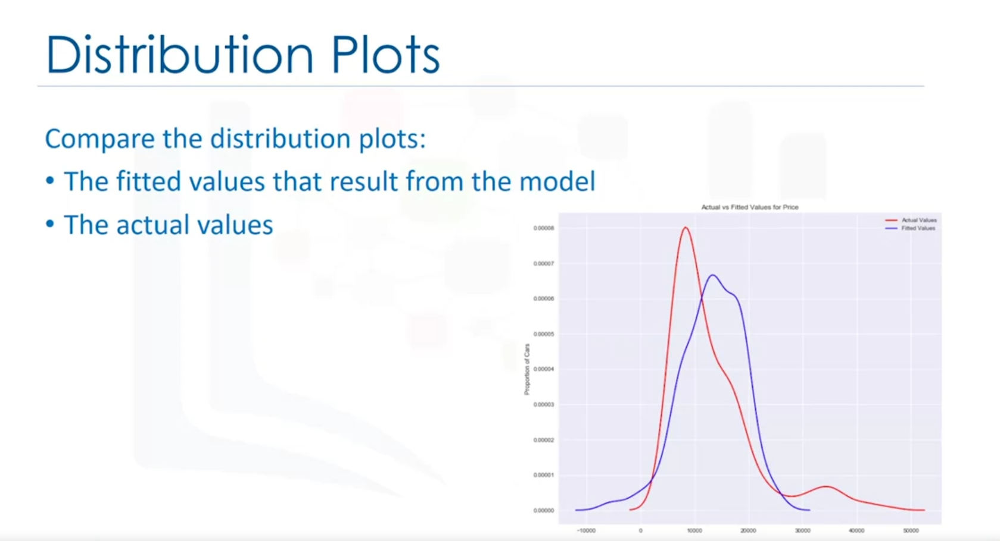 Distribution Plots
Compare the distribution plots:
• The fitted values that result from the model
• The actual values
Actual vs Fitted Values for Price
Actual Values
Fitted Values
Proportion of Cars
0.00008
0.00007
0.00006
0.00005
0.00004
0.00003
0.00002
0.00001
0.00000
-10000 0 10000 20000 30000 40000 50000